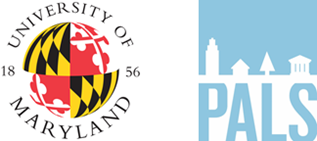 UNIVERSITY OF
18 56
MARYLAND
PALS